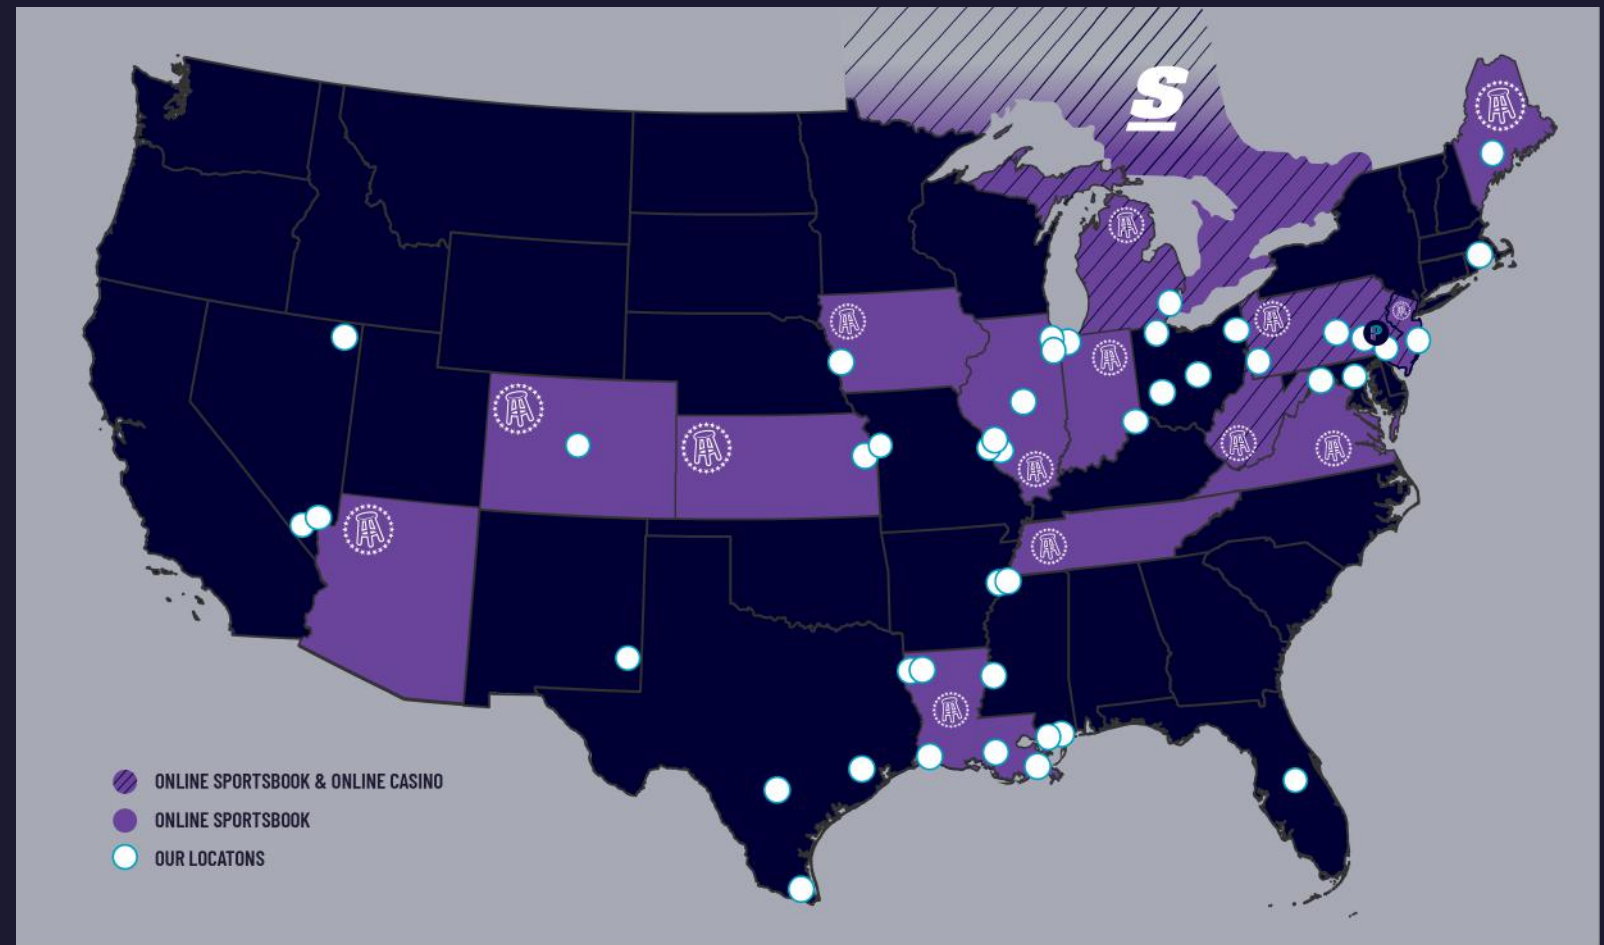 S
P
ONLINE SPORTSBOOK & ONLINE CASINO
ONLINE SPORTSBOOK
OUR LOCATONS